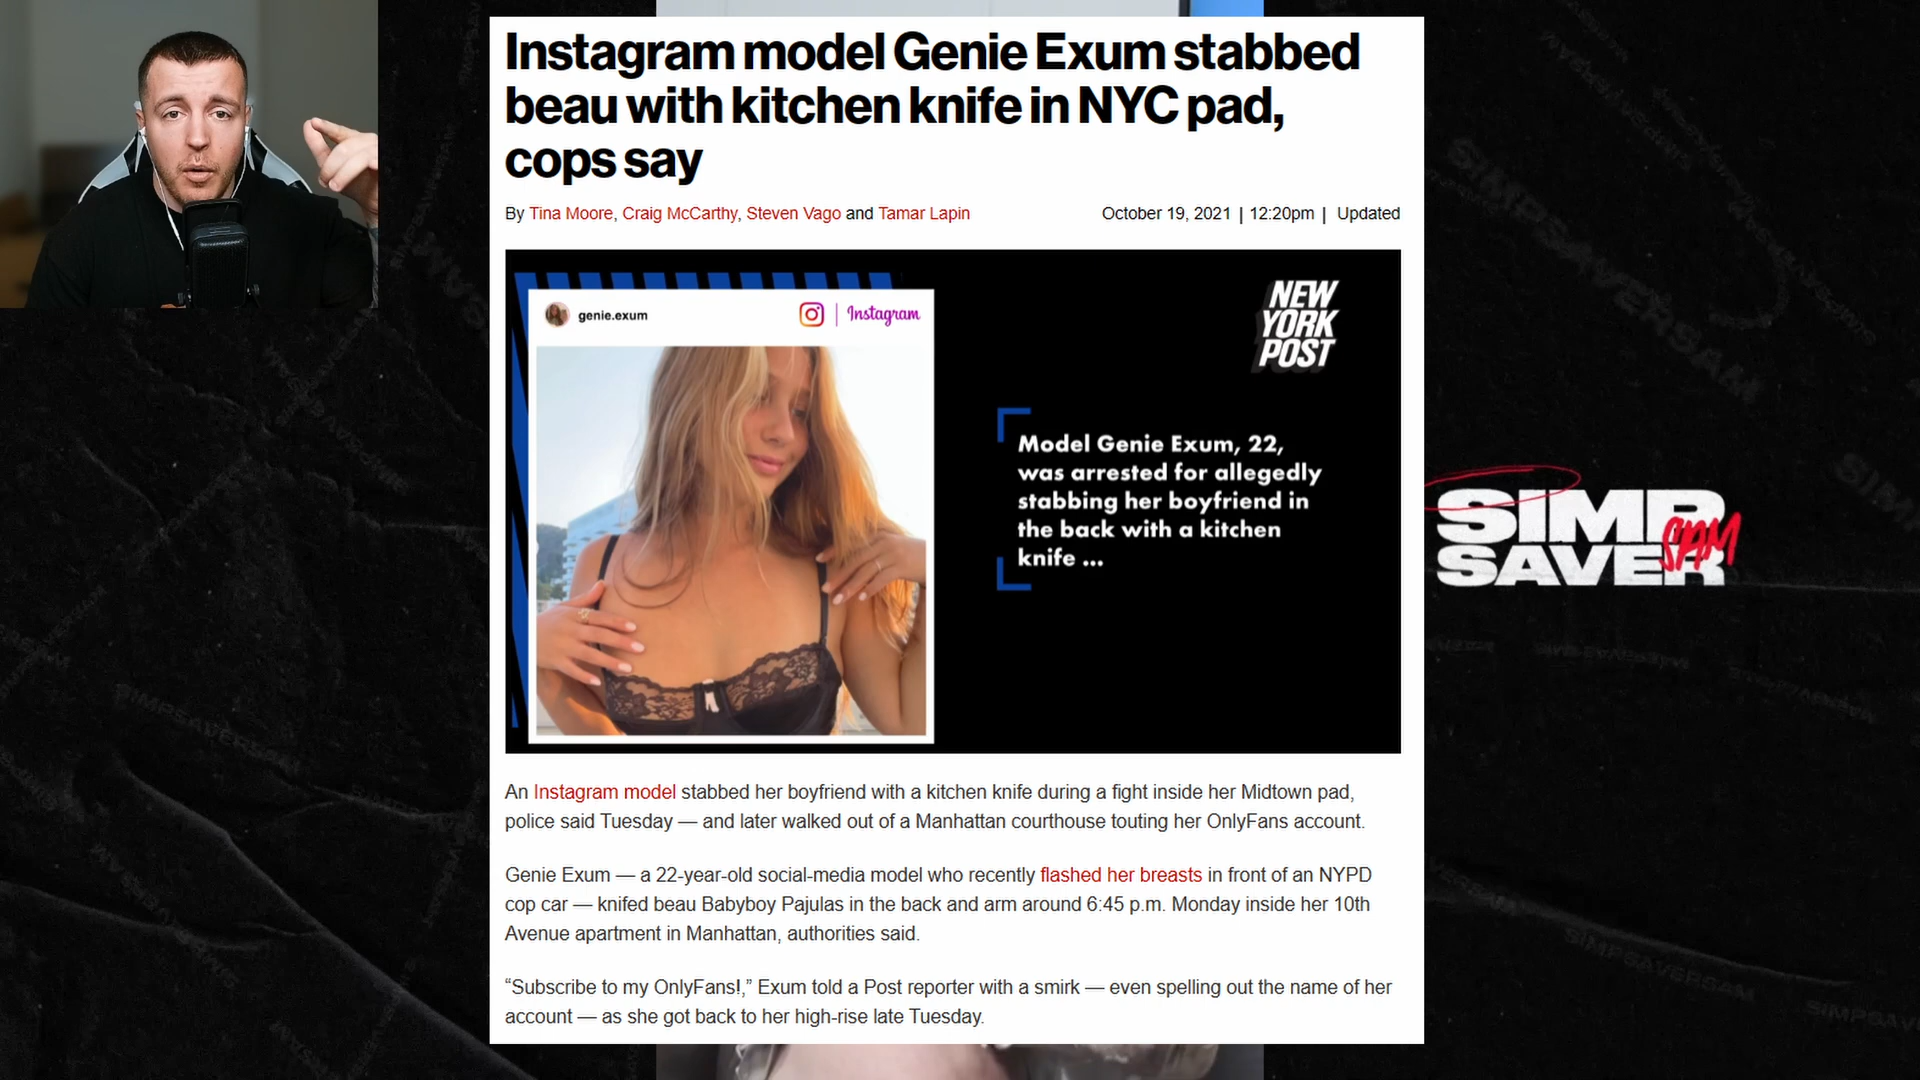 Instagram model Genie Exum stabbed
beau with kitchen knife in NYC pad,
cops say
By Tina Moore, Craig McCarthy, Steven Vago and Tamar Lapin
October 19, 2021 | 12:20pm | Updated
genie.exum
Instagram
NEW
YORK
POST
Model Genie Exum, 22,
was arrested for allegedly
stabbing her boyfriend in
the back with a kitchen
knife ...
SIMP
SAVER
SAM
An Instagram model stabbed her boyfriend with a kitchen knife during a fight inside her Midtown pad,
police said Tuesday — and later walked out of a Manhattan courthouse touting her OnlyFans account.
Genie Exum — a 22-year-old social-media model who recently flashed her breasts in front of an NYPD
cop car — knifed beau Babyboy Pajulas in the back and arm around 6:45 p.m. Monday inside her 10th
Avenue apartment in Manhattan, authorities said.
“Subscribe to my OnlyFans!,” Exum told a Post reporter with a smirk — even spelling out the name of her
account — as she got back to her high-rise late Tuesday.